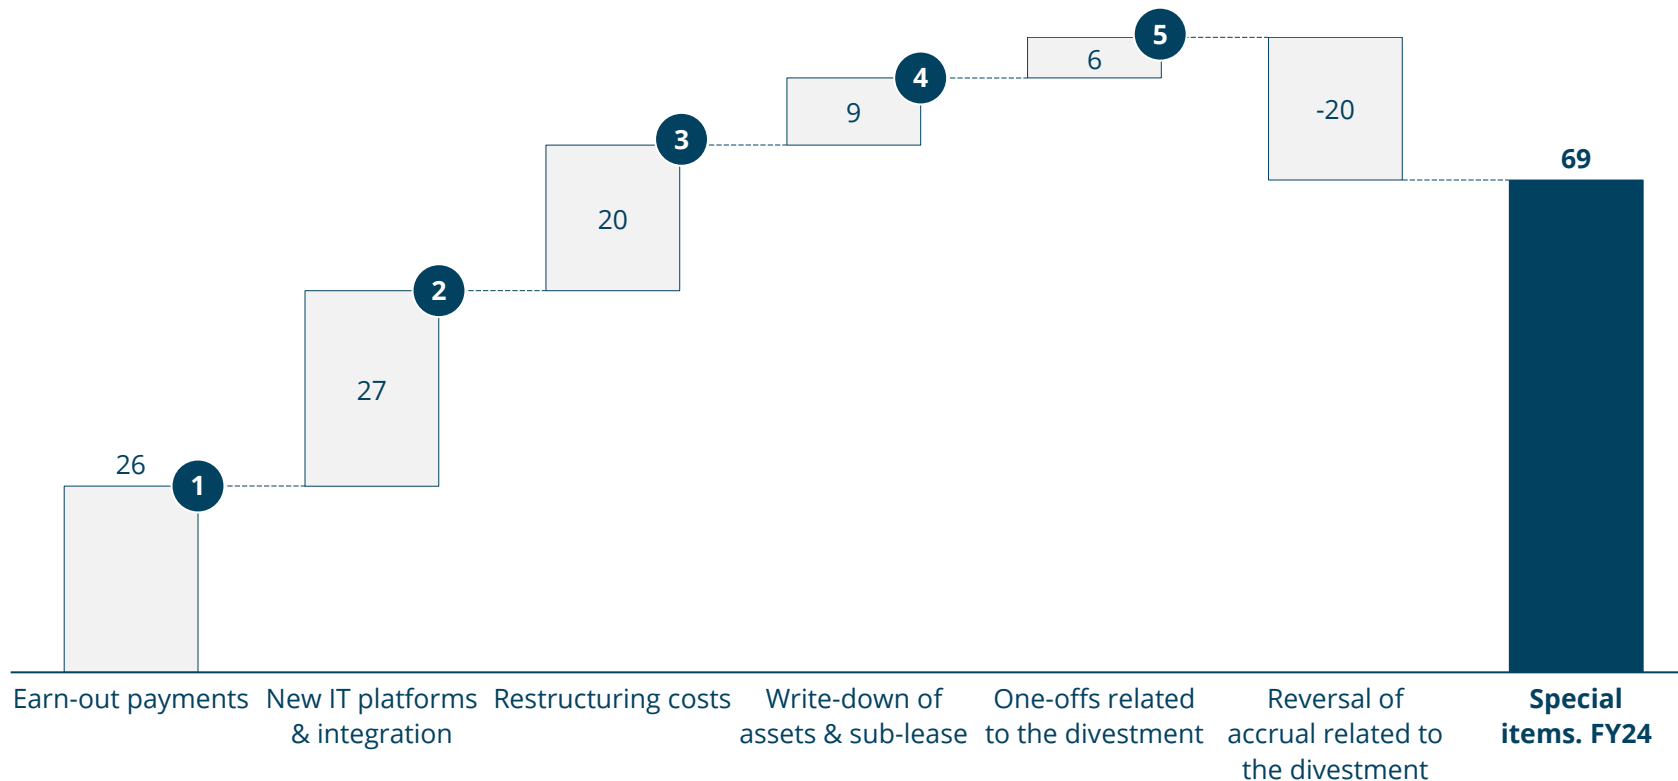 5
6
4
9
-20
3
69
20
2
27
26
1
Earn-out payments
New IT platforms
& integration
Restructuring costs
Write-down of
assets & sub-lease
One-offs related
to the divestment
Reversal of
accrual related to
the divestment
Special
items. FY24